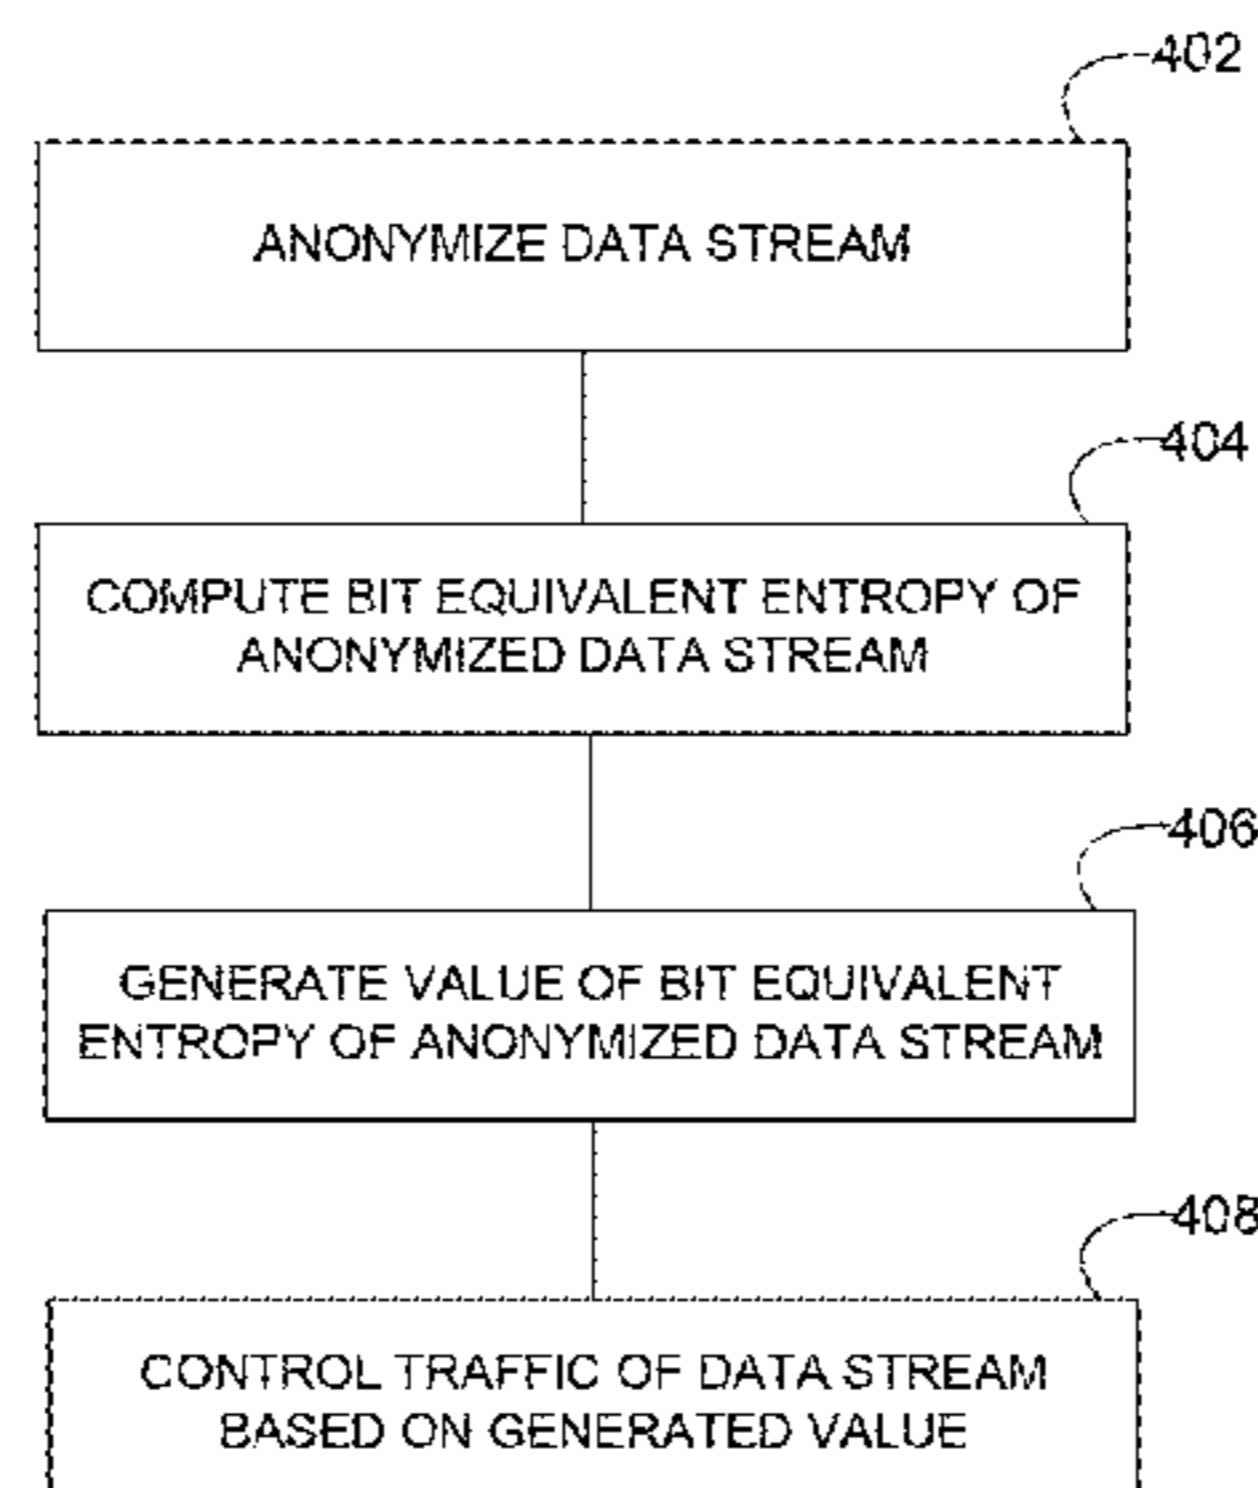 402
ANONYMIZE DATA STREAM
404
COMPUTE BIT EQUIVALENT ENTROPY OF
ANONYMIZED DATA STREAM
406
GENERATE VALUE OF BIT EQUIVALENT
ENTROPY OF ANONYMIZED DATA STREAM
408
CONTROL TRAFFIC OF DATA STREAM
BASED ON GENERATED VALUE